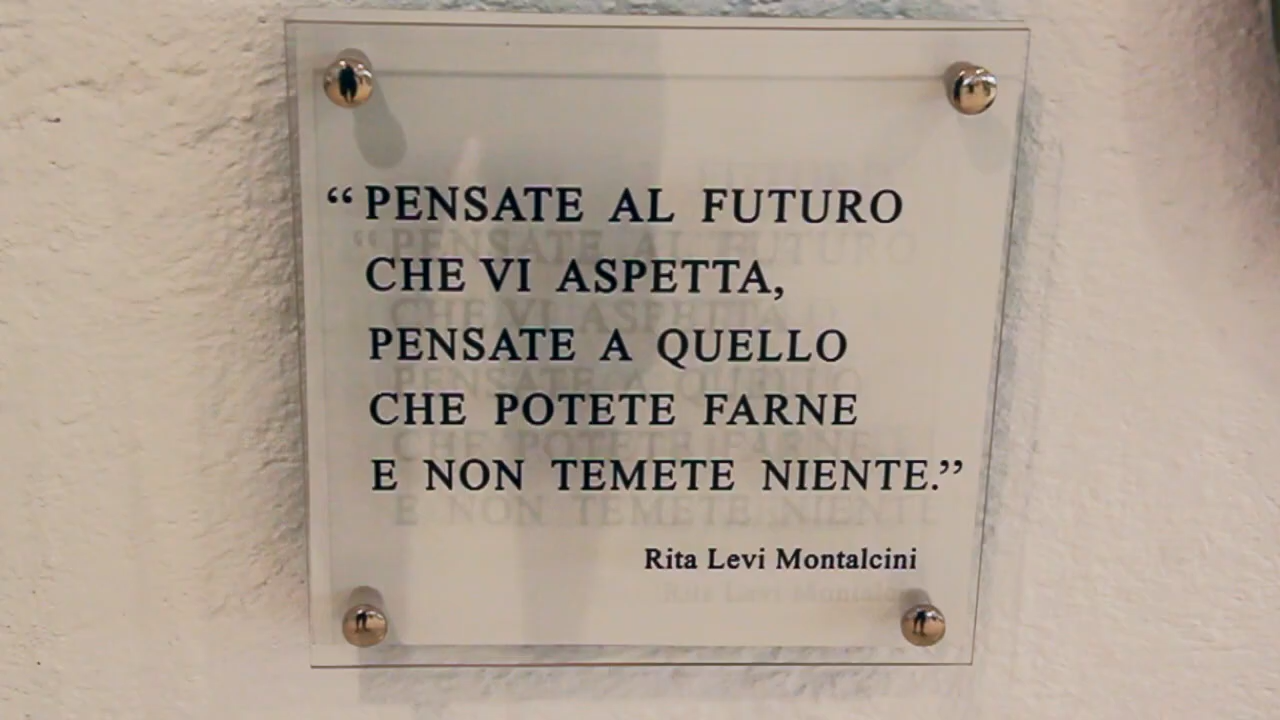 “PENSATE AL FUTURO
CHE VI ASPETTA,
PENSATE A QUELLO
CHE POTETE FARNE
E NON TEMETE NIENTE.”
Rita Levi Montalcini